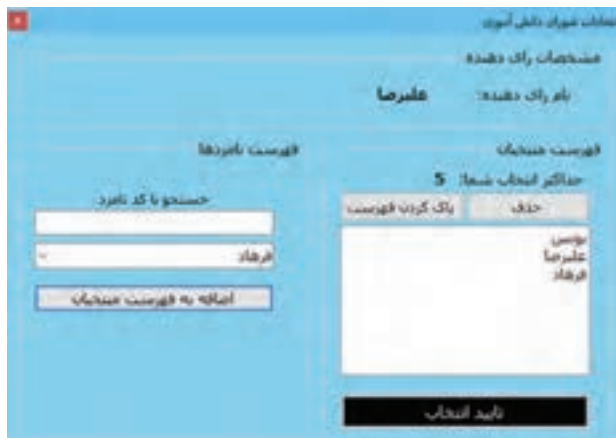 انتخابات شورای دانش آموزی
مشخصات رای دهنده
نام رای دهنده: علیرضا
فهرست منتخبان
حداکثر انتخاب شما: 5
حذف
پاک کردن فهرست
یونس
علیرضا
فرهاد
تایید انتخاب
فهرست نامزدها
جستجو با کد نامزد
فرهاد
اضافه به فهرست منتخبان